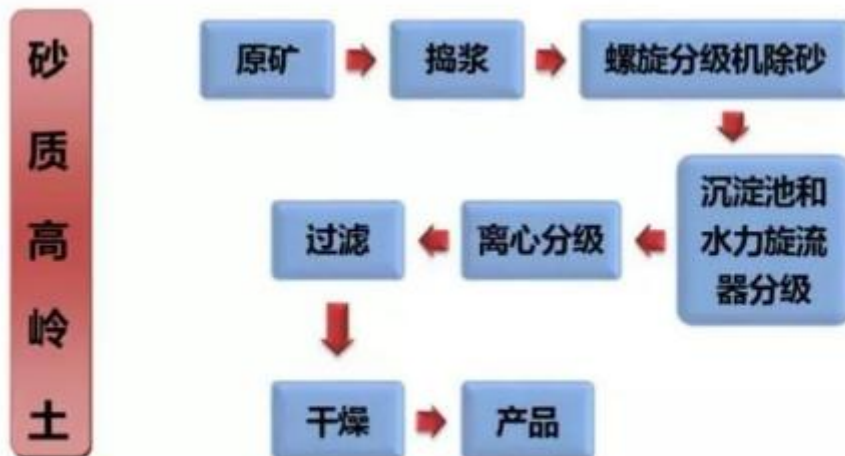 砂质高岭土
原矿
捣浆
螺旋分级机除砂
沉淀池和
水力旋流
器分级
离心分级
过滤
干燥
产品